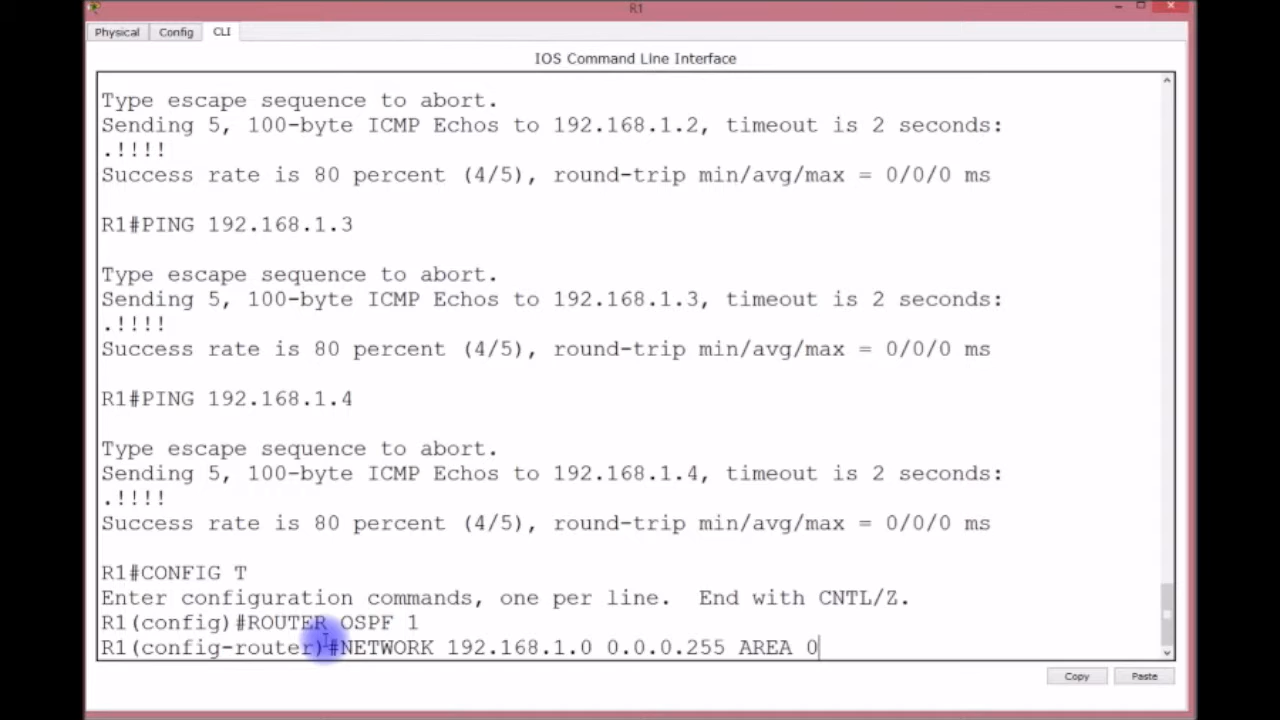 R1
Physical Config CLI
IOS Command Line Interface
Type escape sequence to abort.
Sending 5, 100-byte ICMP Echos to 192.168.1.2, timeout is 2 seconds:
.!!!!
Success rate is 80 percent (4/5), round-trip min/avg/max = 0/0/0 ms
R1#PING 192.168.1.3
Type escape sequence to abort.
Sending 5, 100-byte ICMP Echos to 192.168.1.3, timeout is 2 seconds:
.!!!!
Success rate is 80 percent (4/5), round-trip min/avg/max = 0/0/0 ms
R1#PING 192.168.1.4
Type escape sequence to abort.
Sending 5, 100-byte ICMP Echos to 192.168.1.4, timeout is 2 seconds:
.!!!!
Success rate is 80 percent (4/5), round-trip min/avg/max = 0/0/0 ms
R1#CONFIG T
Enter configuration commands, one per line.  End with CNTL/Z.
R1(config)#ROUTER OSPF 1
R1(config-router)#NETWORK 192.168.1.0 0.0.0.255 AREA 0
Copy Paste